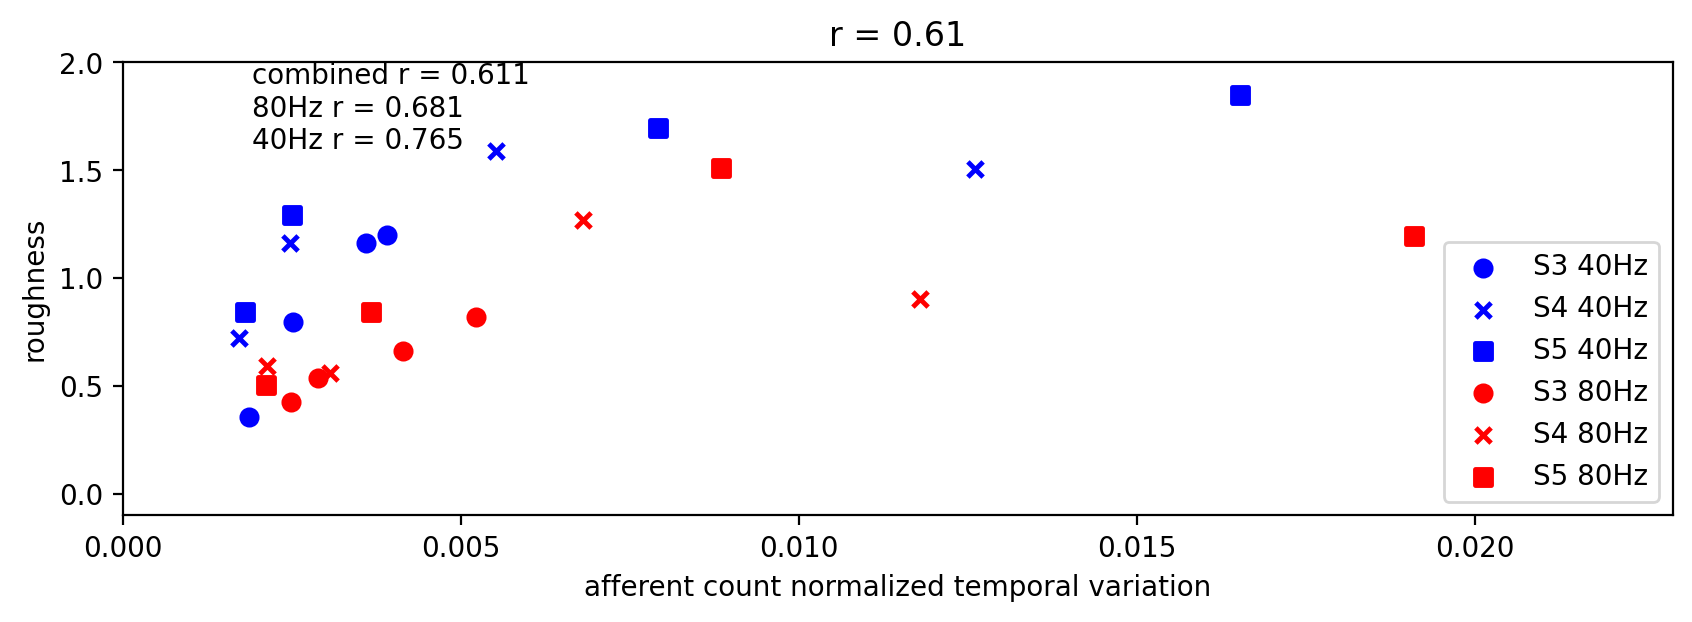 r = 0.61
combined r = 0.611
80Hz r = 0.681
40Hz r = 0.765
2.0
1.5
1.0
0.5
0.0
roughness
S3 40Hz
S4 40Hz
S5 40Hz
S3 80Hz
S4 80Hz
S5 80Hz
0.000 0.005 0.010 0.015 0.020
afferent count normalized temporal variation